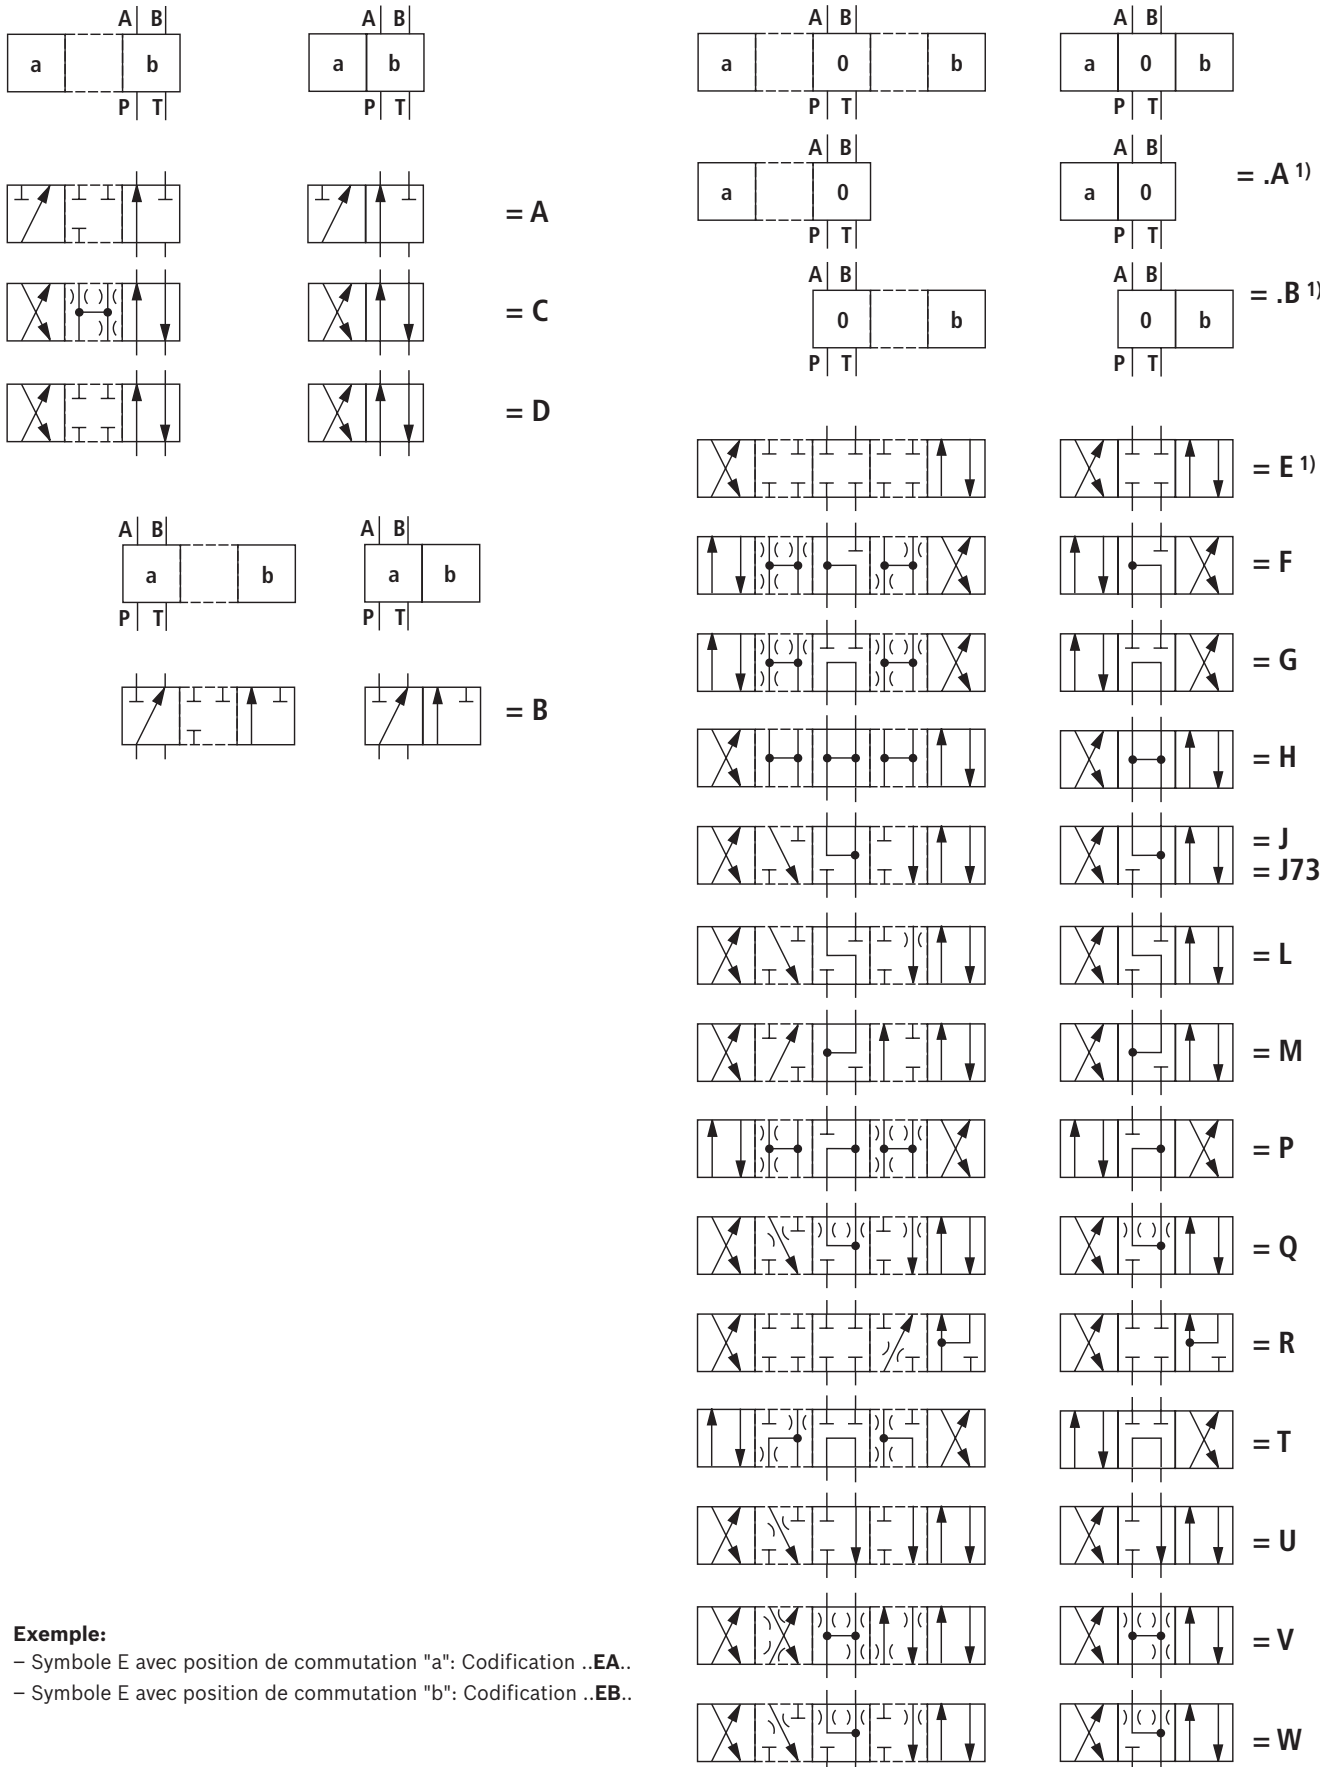 A B
a b
P T
A B
a b
P T
= A
= C
= D
A B
a b
P T
A B
a b
P T
= B
A B
a 0 b
P T
A B
a 0 b
P T
A B
a 0
P T
A B
a 0
P T
= .A 1)
A B
0 b
P T
A B
0 b
P T
= .B 1)
= E 1)
= F
= G
= H
= J
= J73
= L
= M
= P
= Q
= R
= T
= U
= V
= W
Exemple:
– Symbole E avec position de commutation "a": Codification ..EA..
– Symbole E avec position de commutation "b": Codification ..EB..